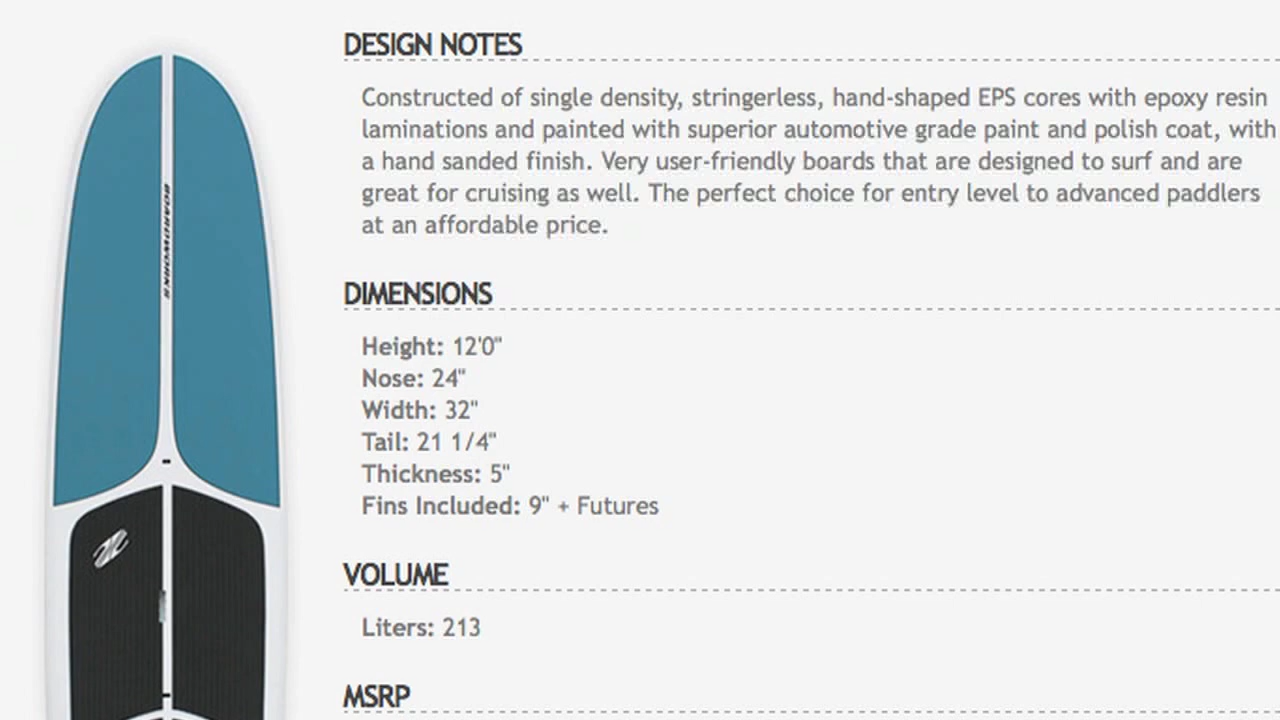 DESIGN NOTES
Constructed of single density, stringerless, hand-shaped EPS cores with epoxy resin
laminations and painted with superior automotive grade paint and polish coat, with
a hand sanded finish. Very user-friendly boards that are designed to surf and are
great for cruising as well. The perfect choice for entry level to advanced paddlers
at an affordable price.
BOARDWORKS
DIMENSIONS
Height: 12'0"
Nose: 24"
Width: 32"
Tail: 21 1/4"
Thickness: 5"
Fins Included: 9" + Futures
VOLUME
Liters: 213
MSRP